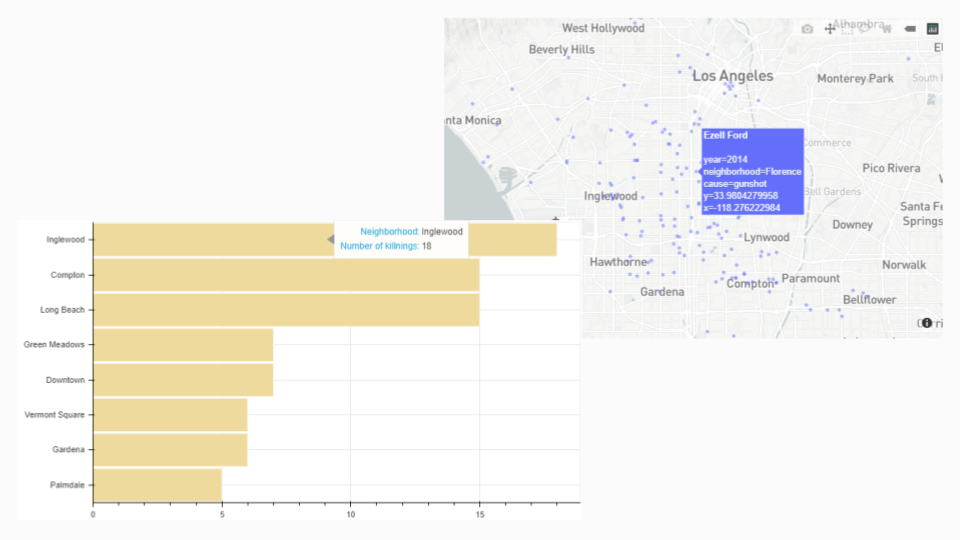 West Hollywood
Alhambra
Beverly Hills
El
Los Angeles
Monterey Park
South E
nta Monica
Ezell Ford
year=2014
neighborhood=Florence
cause=gunshot
y=33.9804279958
x=-118.276222984
Commerce
Pico Rivera
Bell Gardens
Inglewood
Santa Fe
Springs
Downey
Lynwood
Hawthorne
Norwalk
Paramount
Compton
Gardena
Bellflower
Neighborhood: Inglewood
Number of killnings: 18
Inglewood
Compton
Long Beach
Green Meadows
Downtown
Vermont Square
Gardena
Palmdale
0 5 10 15